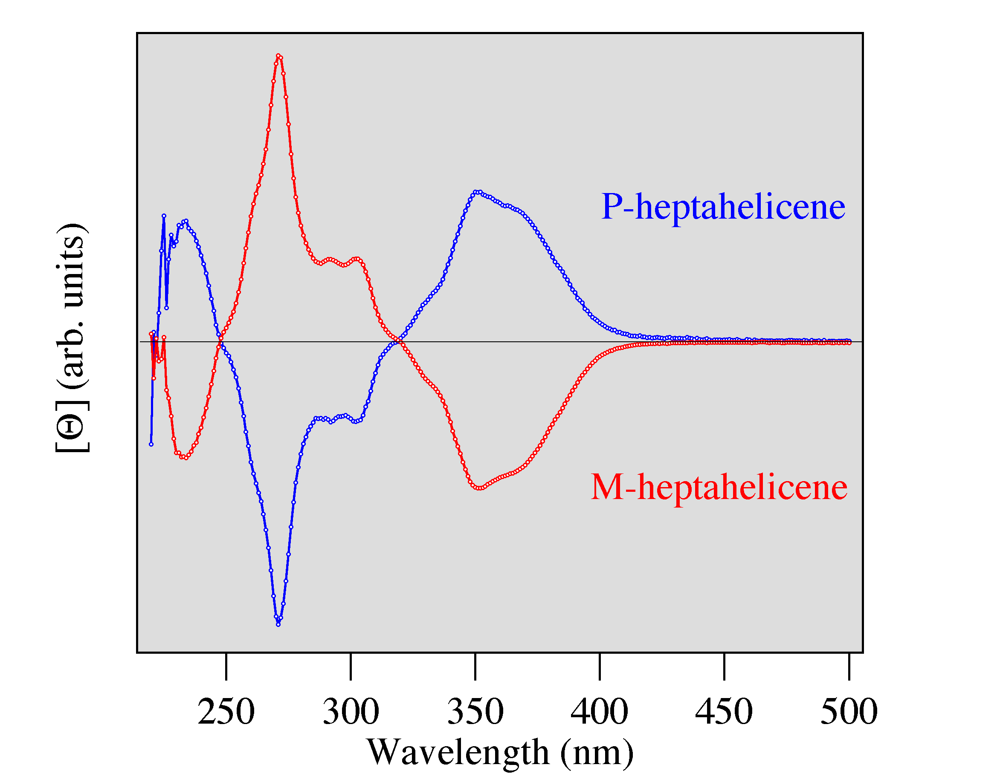 [Θ] (arb. units)
P-heptahelicene
M-heptahelicene
250 300 350 400 450 500
Wavelength (nm)